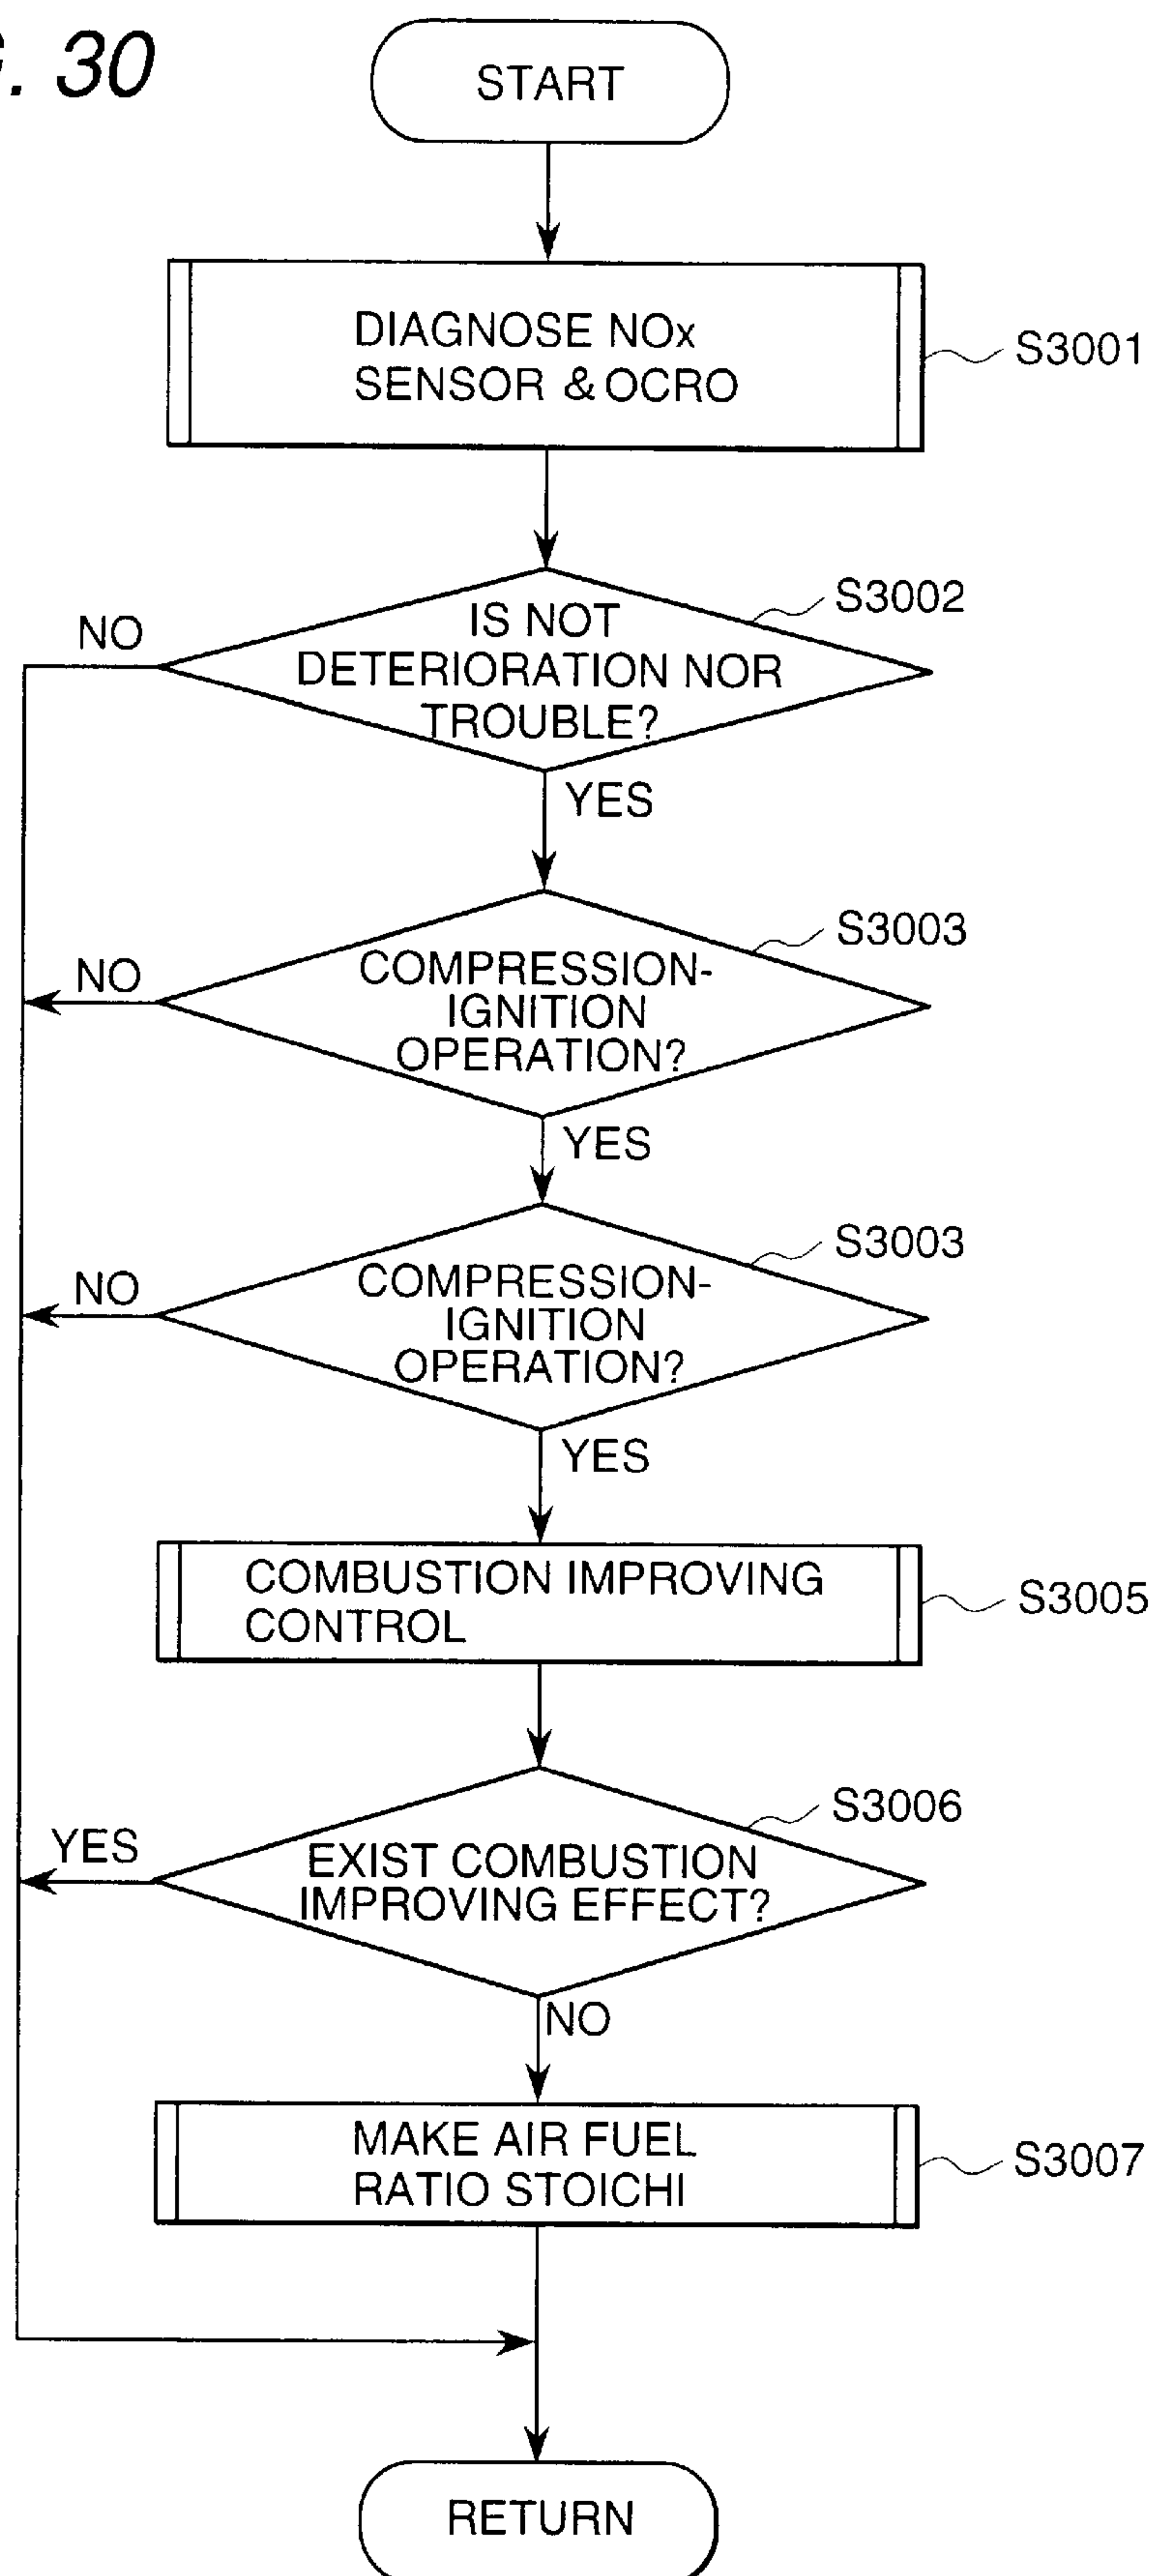 G. 30
START
DIAGNOSE NOx
SENSOR & OCRO
S3001
S3002
NO
IS NOT
DETERIORATION NOR
TROUBLE?
YES
S3003
NO
COMPRESSION-
IGNITION
OPERATION?
YES
S3003
NO
COMPRESSION-
IGNITION
OPERATION?
YES
COMBUSTION IMPROVING
CONTROL
S3005
S3006
YES
EXIST COMBUSTION
IMPROVING EFFECT?
NO
MAKE AIR FUEL
RATIO STOICHI
S3007
RETURN